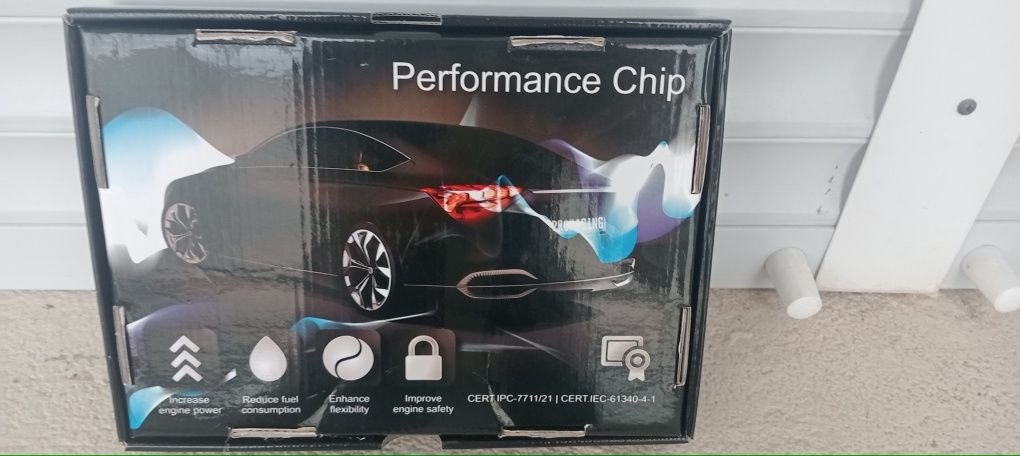 Performance Chip
PRORACING
Increase
engine power
Reduce fuel
consumption
Enhance
flexibility
Improve
engine safety
CERT.IPC-7711/21 | CERT.IEC-61340-4-1